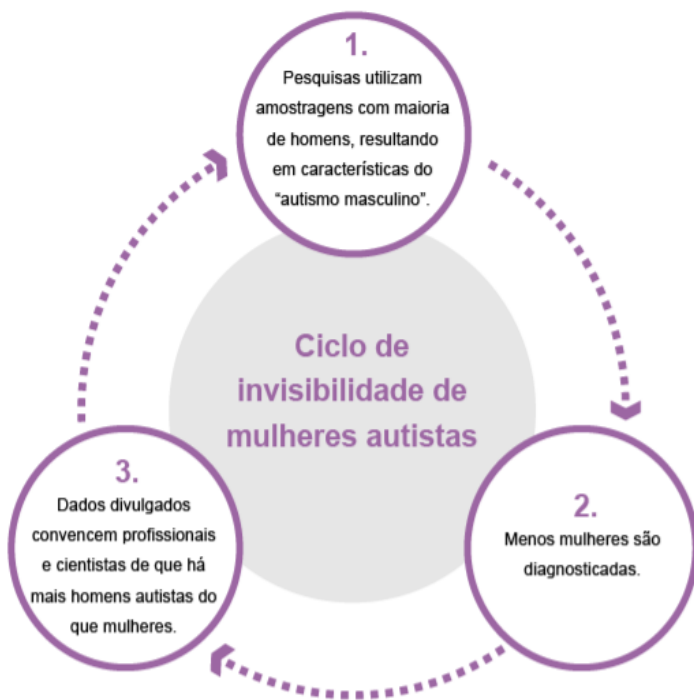 1.
Pesquisas utilizam
amostragens com maioria
de homens, resultando
em características do
“autismo masculino”.
Ciclo de
invisibilidade de
mulheres autistas
2.
Menos mulheres são
diagnosticadas.
3.
Dados divulgados
convencem profissionais
e cientistas de que há
mais homens autistas do
que mulheres.